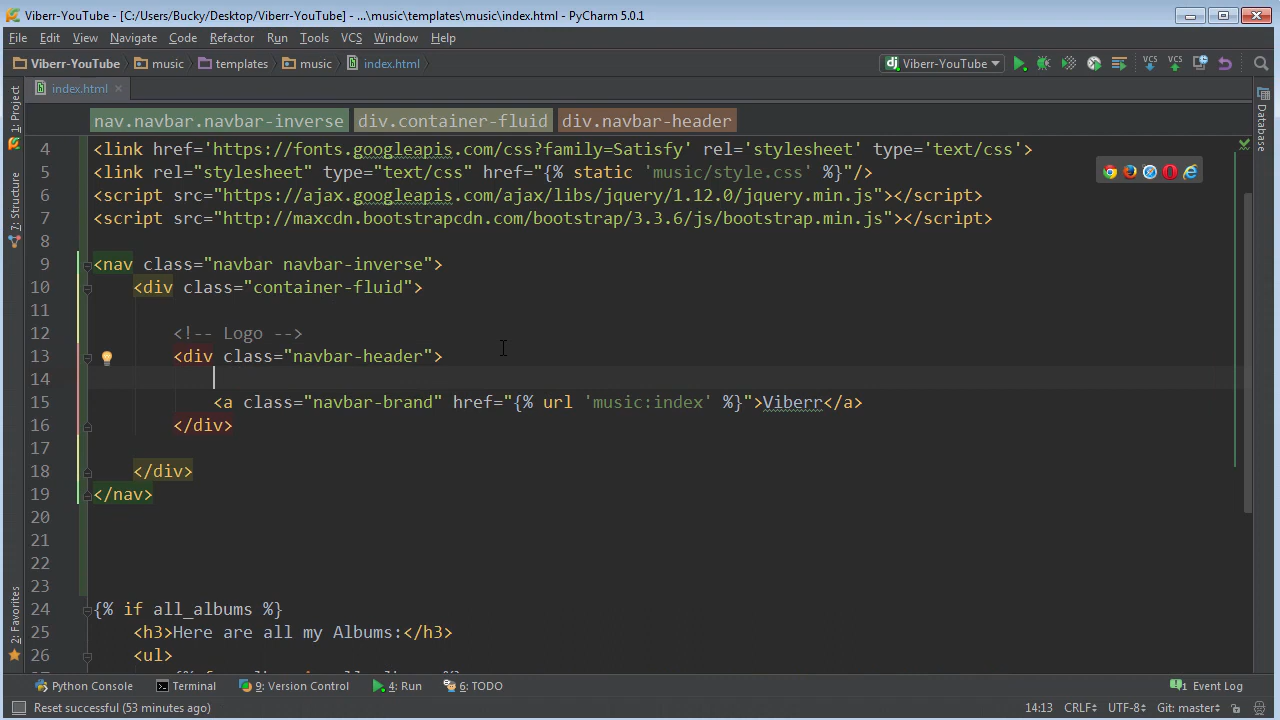 Viberr-YouTube - [C:/Users/Bucky/Desktop/Viberr-YouTube] - ...\music\templates\music\index.html - PyCharm 5.0.1
File Edit View Navigate Code Refactor Run Tools VCS Window Help
Viberr-YouTube music templates music index.html dj Viberr-YouTube VCS VCS
index.html
1: Project
7: Structure
2: Favorites
Database
nav.navbar.navbar-inverse div.container-fluid div.navbar-header
4 <link href='https://fonts.googleapis.com/css?family=Satisfy' rel='stylesheet' type='text/css'>
5 <link rel="stylesheet" type="text/css" href="{% static 'music/style.css' %}"/>
6 <script src="https://ajax.googleapis.com/ajax/libs/jquery/1.11.0/jquery.min.js"></script>
7 <script src="http://maxcdn.bootstrapcdn.com/bootstrap/3.3.6/js/bootstrap.min.js"></script>
8
9 <nav class="navbar navbar-inverse">
10 <div class="container-fluid">
11
12 <!-- Logo -->
13 <div class="navbar-header">
14
15 <a class="navbar-brand" href="{% url 'music:index' %}">Viberr</a>
16 </div>
17
18 </div>
19 </nav>
20
21
22
23
24 {% if all_albums %}
25 <h3>Here are all my Albums:</h3>
26 <ul>
Python Console Terminal 9: Version Control 4: Run 6: TODO 1 Event Log
Reset successful (53 minutes ago) 14:13 CRLF UTF-8 Git: master